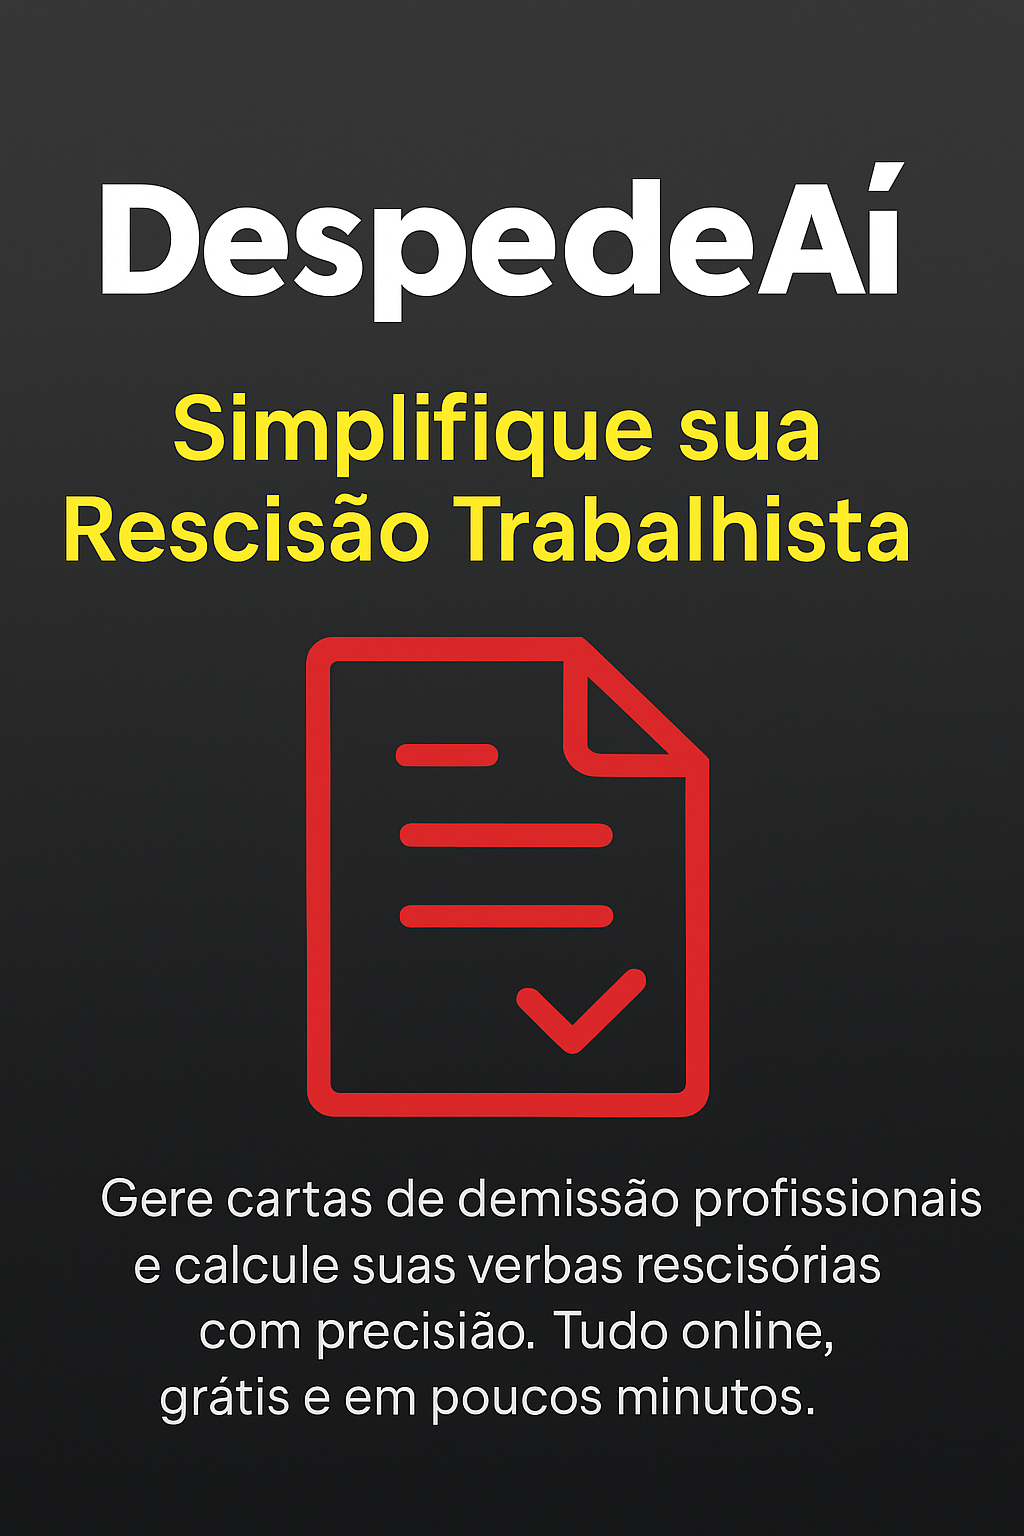 DespedeAí
Simplifique sua
Rescisão Trabalhista
Gere cartas de demissão profissionais
e calcule suas verbas rescisórias
com precisião. Tudo online,
grátis e em poucos minutos.